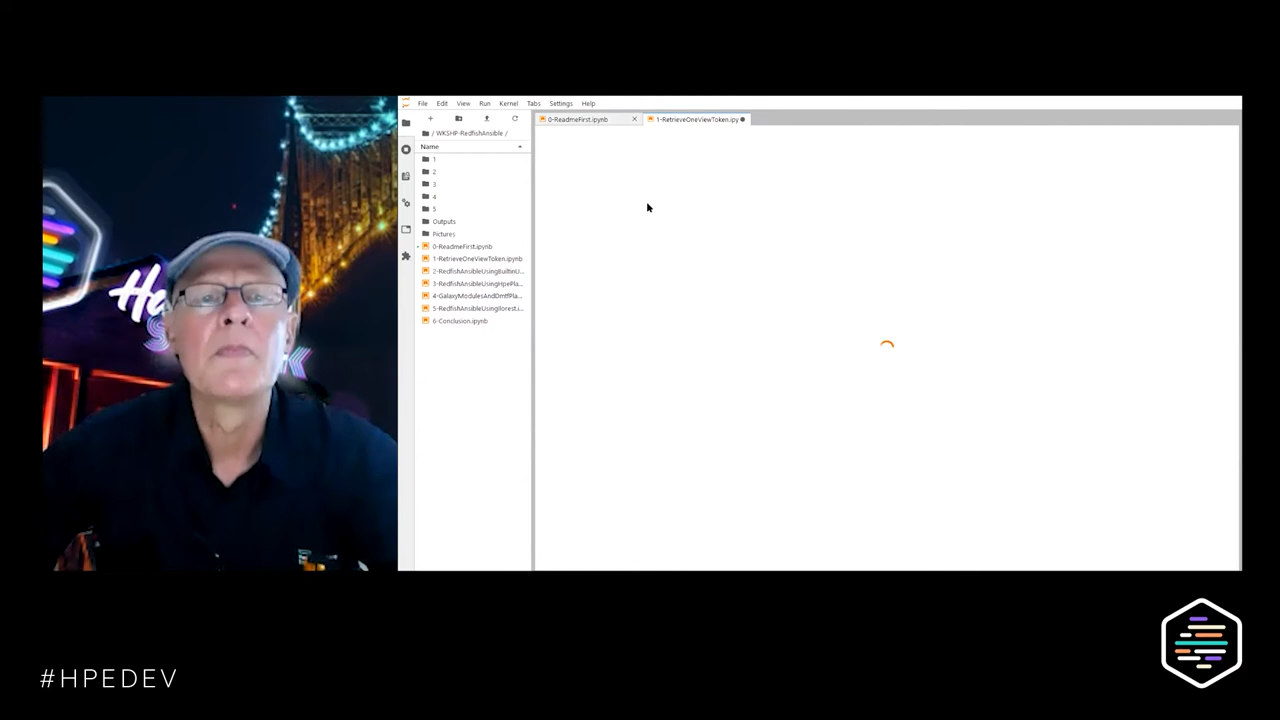 File Edit View Run Kernel Tabs Settings Help
0-ReadmeFirst.ipynb
1-RetrieveOneViewToken.ipy
/ WKSHP-RedfishAnsible /
Name
1
2
3
4
5
Outputs
Pictures
0-ReadmeFirst.ipynb
1-RetrieveOneViewToken.ipynb
2-RedfishAnsibleUsingBuiltinU...
3-RedfishAnsibleUsingHpePla...
4-GalaxyModulesAndDmtfPla...
5-RedfishAnsibleUsingIlorest.i...
6-Conclusion.ipynb
Ha
#HPEDEV